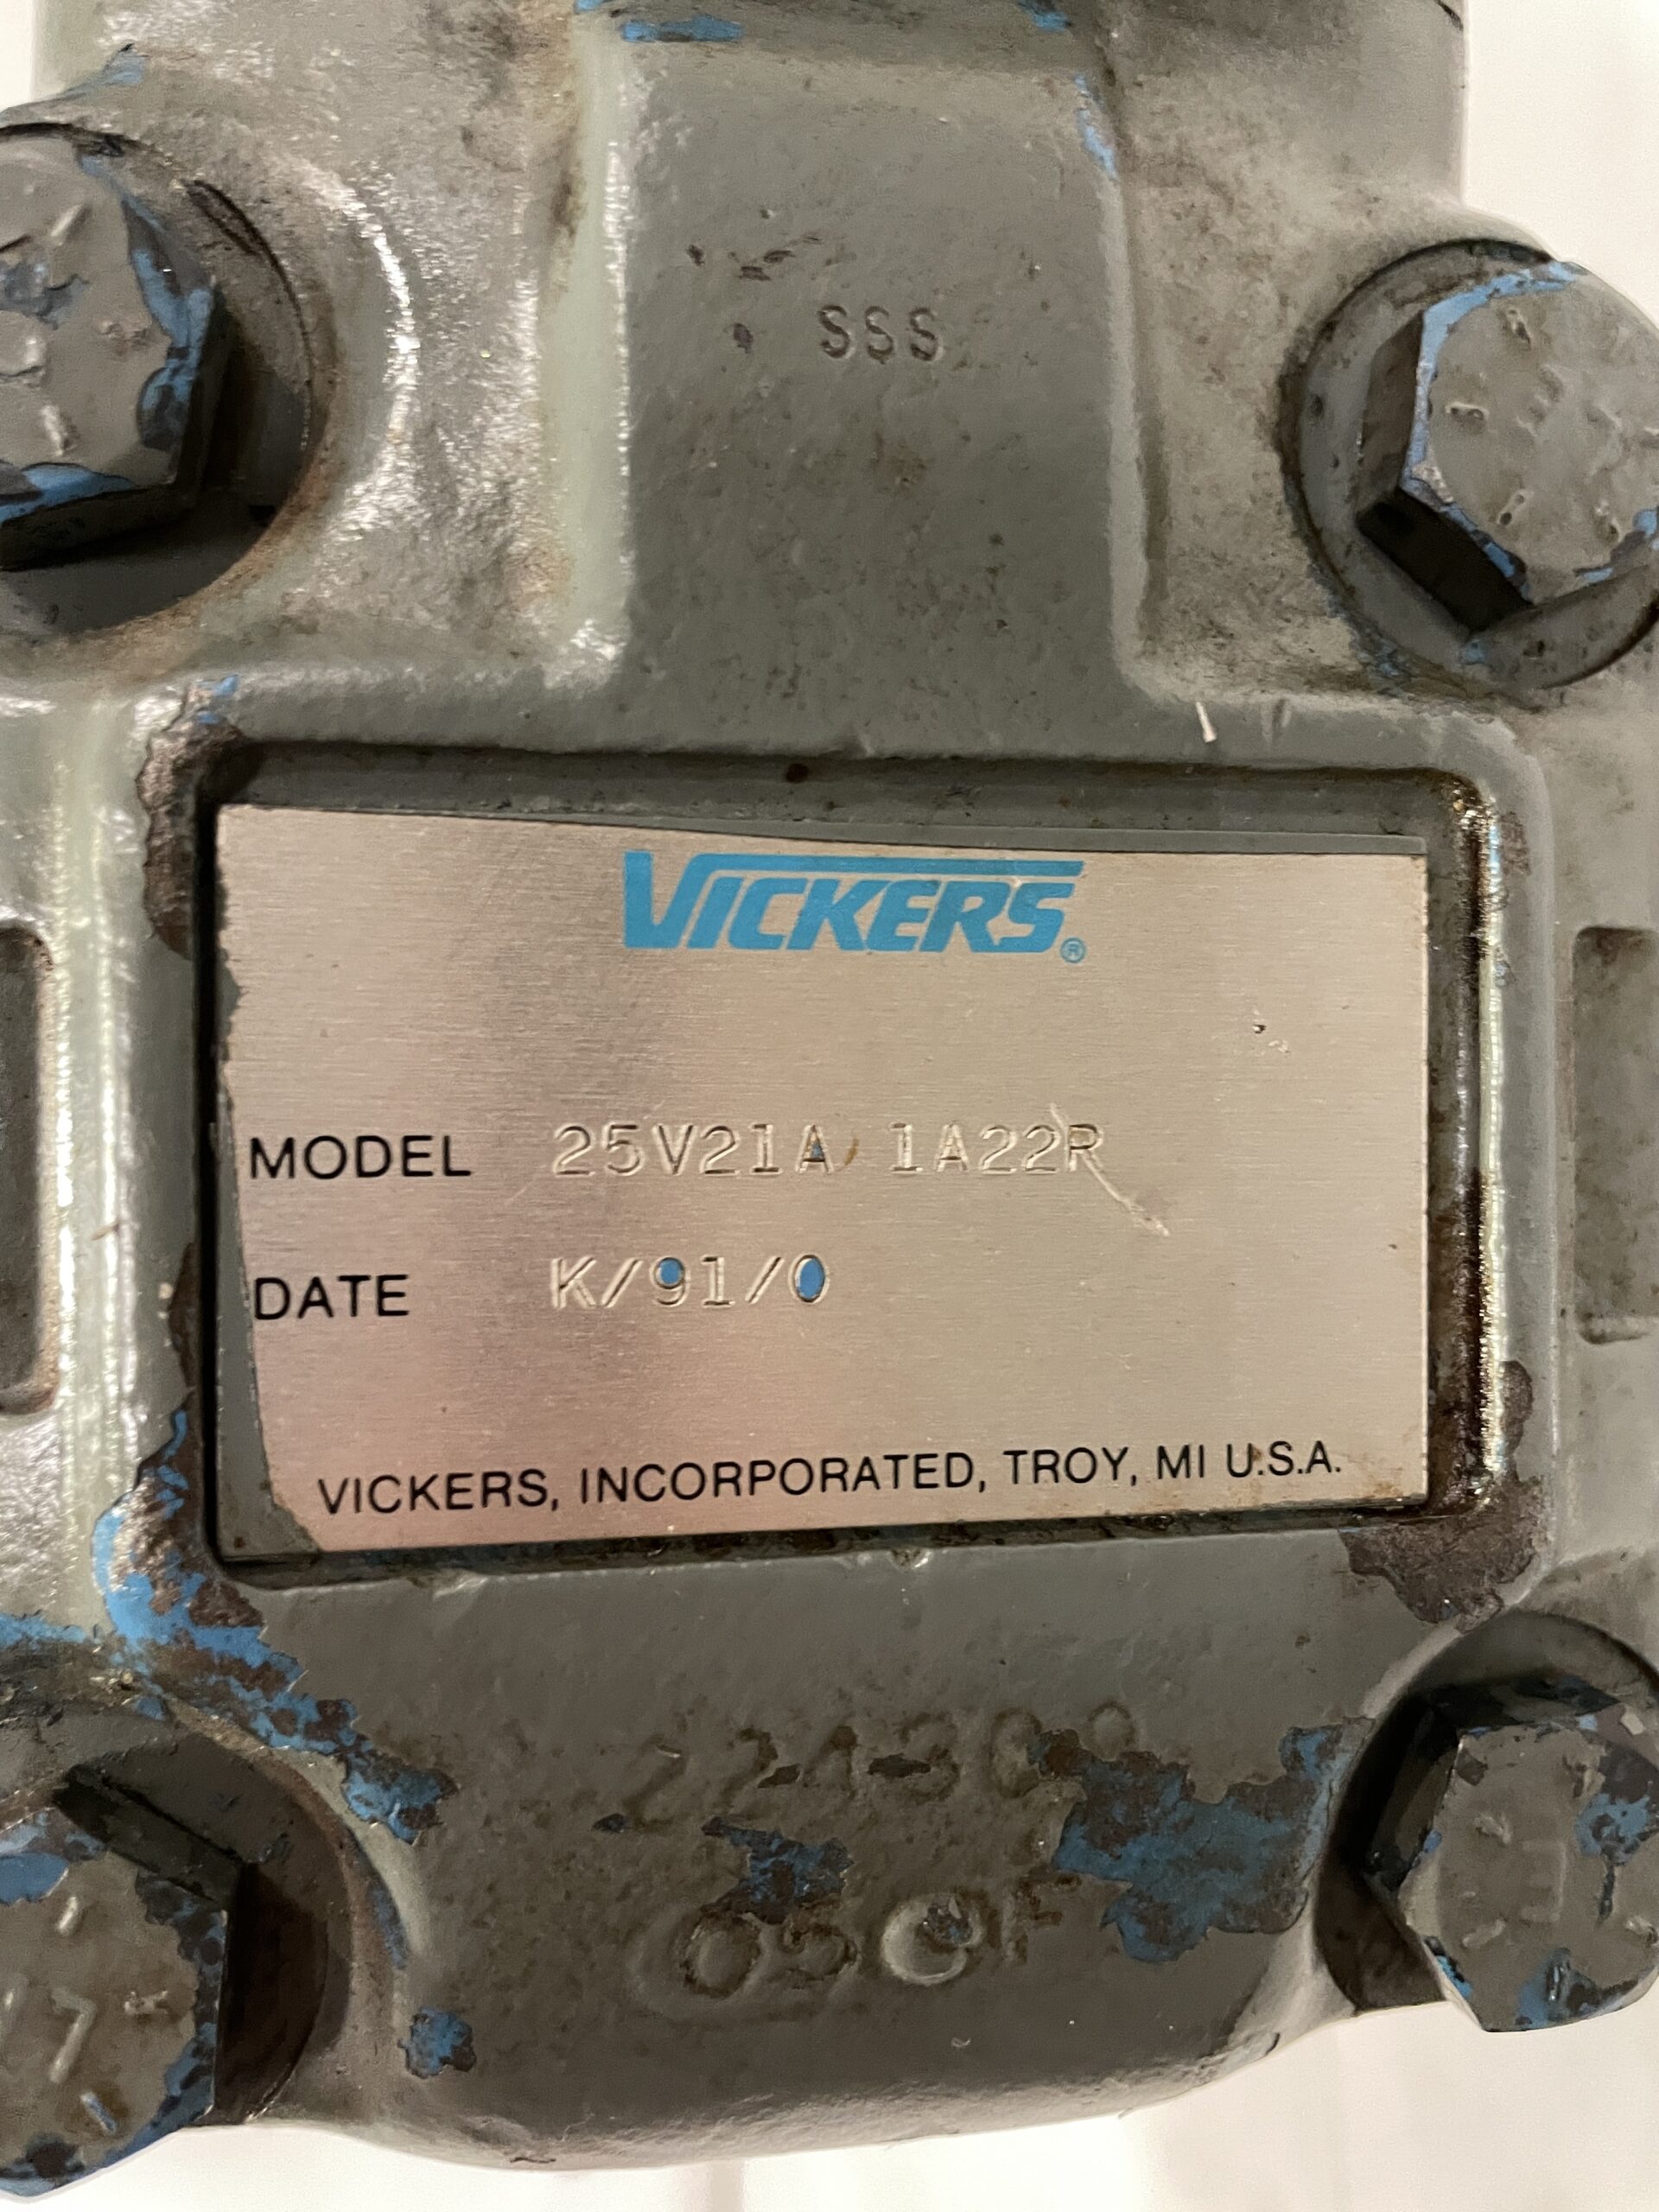 SSS
VICKERS®
MODEL 25V21A 1A22R
DATE K/91/0
VICKERS, INCORPORATED, TROY, MI U.S.A.